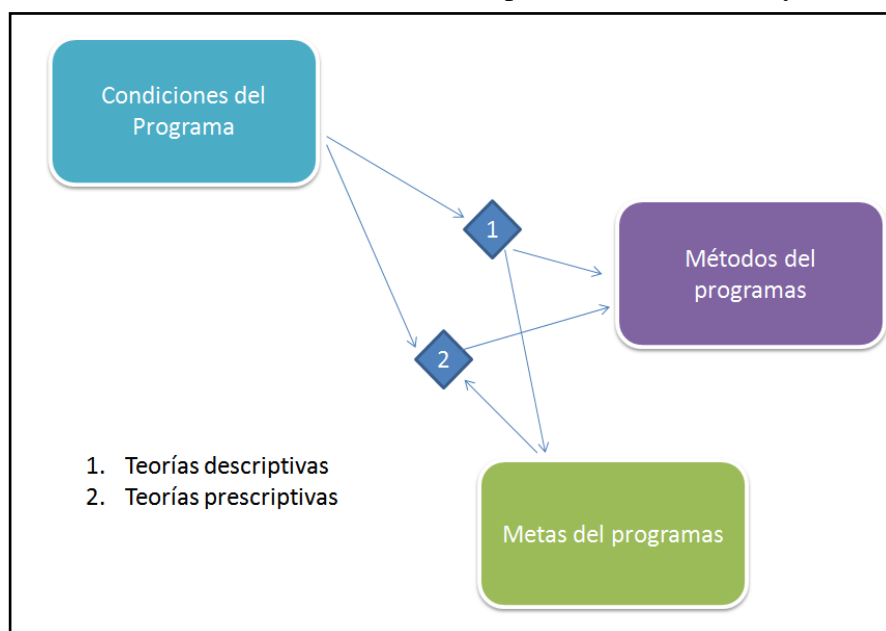 Condiciones del
Programa
1
Métodos del
programas
2
1. Teorías descriptivas
2. Teorías prescriptivas
Metas del programas